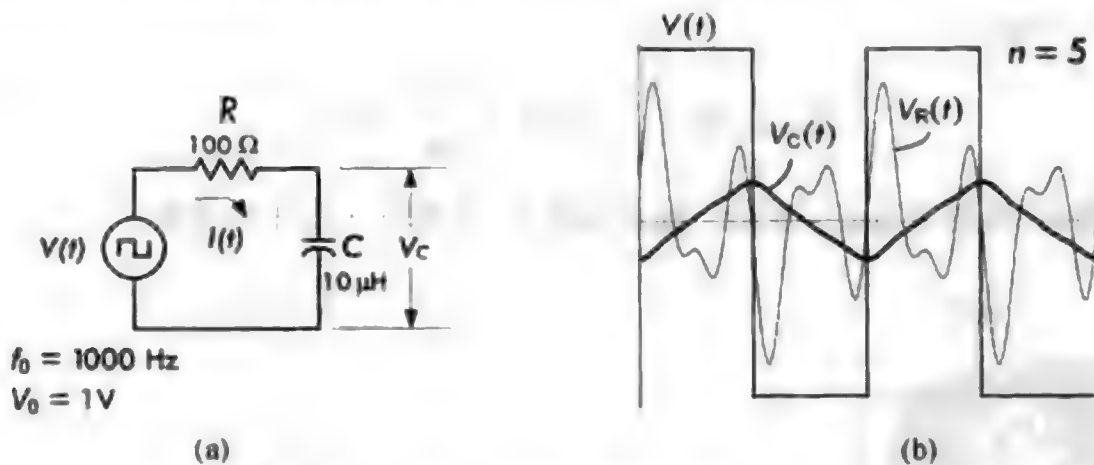 R
100 Ω
V(t)
I(t)
C
10 µH
V_C
f_0 = 1000 Hz
V_0 = 1V
(a)
V(t)
n = 5
V_C(t)
V_R(t)
(b)